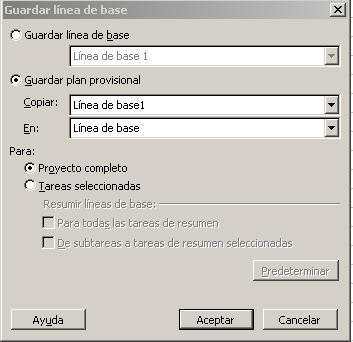 Guardar línea de base
Guardar línea de base
Línea de base 1
Guardar plan provisional
Copiar: Línea de base1
En: Línea de base
Para:
Proyecto completo
Tareas seleccionadas
Resumir líneas de base:
Para todas las tareas de resumen
De subtareas a tareas de resumen seleccionadas
Predeterminar
Ayuda Aceptar Cancelar